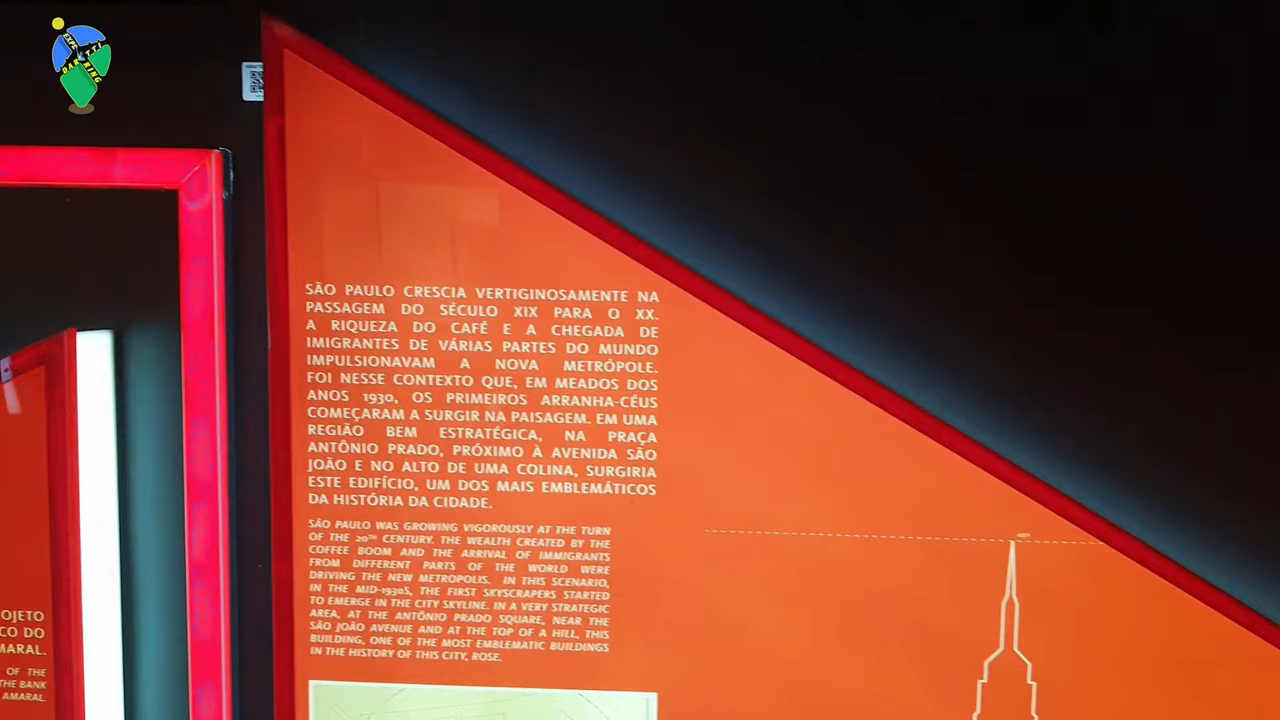 SÃO PAULO CRESCIA VERTIGINOSAMENTE NA
PASSAGEM DO SÉCULO XIX PARA O XX.
A RIQUEZA DO CAFÉ E A CHEGADA DE
IMIGRANTES DE VÁRIAS PARTES DO MUNDO
IMPULSIONAVAM A NOVA METRÓPOLE.
FOI NESSE CONTEXTO QUE, EM MEADOS DOS
ANOS 1930, OS PRIMEIROS ARRANHA-CÉUS
COMEÇARAM A SURGIR NA PAISAGEM. EM UMA
REGIÃO BEM ESTRATÉGICA, NA PRAÇA
ANTÔNIO PRADO, PRÓXIMO À AVENIDA SÃO
JOÃO E NO ALTO DE UMA COLINA, SURGIRIA
ESTE EDIFÍCIO, UM DOS MAIS EMBLEMÁTICOS
DA HISTÓRIA DA CIDADE.
SÃO PAULO WAS GROWING VIGOROUSLY AT THE TURN
OF THE 20TH CENTURY. THE WEALTH CREATED BY THE
COFFEE BOOM AND THE ARRIVAL OF IMMIGRANTS
FROM DIFFERENT PARTS OF THE WORLD WERE
DRIVING THE NEW METROPOLIS. IN THIS SCENARIO,
IN THE MID-1930S, THE FIRST SKYSCRAPERS STARTED
TO EMERGE IN THE CITY SKYLINE. IN A VERY STRATEGIC
AREA, AT THE ANTÔNIO PRADO SQUARE, NEAR THE
SÃO JOÃO AVENUE AND AT THE TOP OF A HILL, THIS
BUILDING, ONE OF THE MOST EMBLEMATIC BUILDINGS
IN THE HISTORY OF THIS CITY, ROSE.
OJETO
CO DO
MARAL.
OF THE
THE BANK
AMARAL.